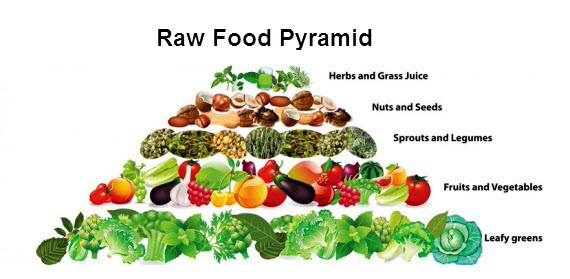 Raw Food Pyramid
Herbs and Grass Juice
Nuts and Seeds
Sprouts and Legumes
Fruits and Vegetables
Leafy greens